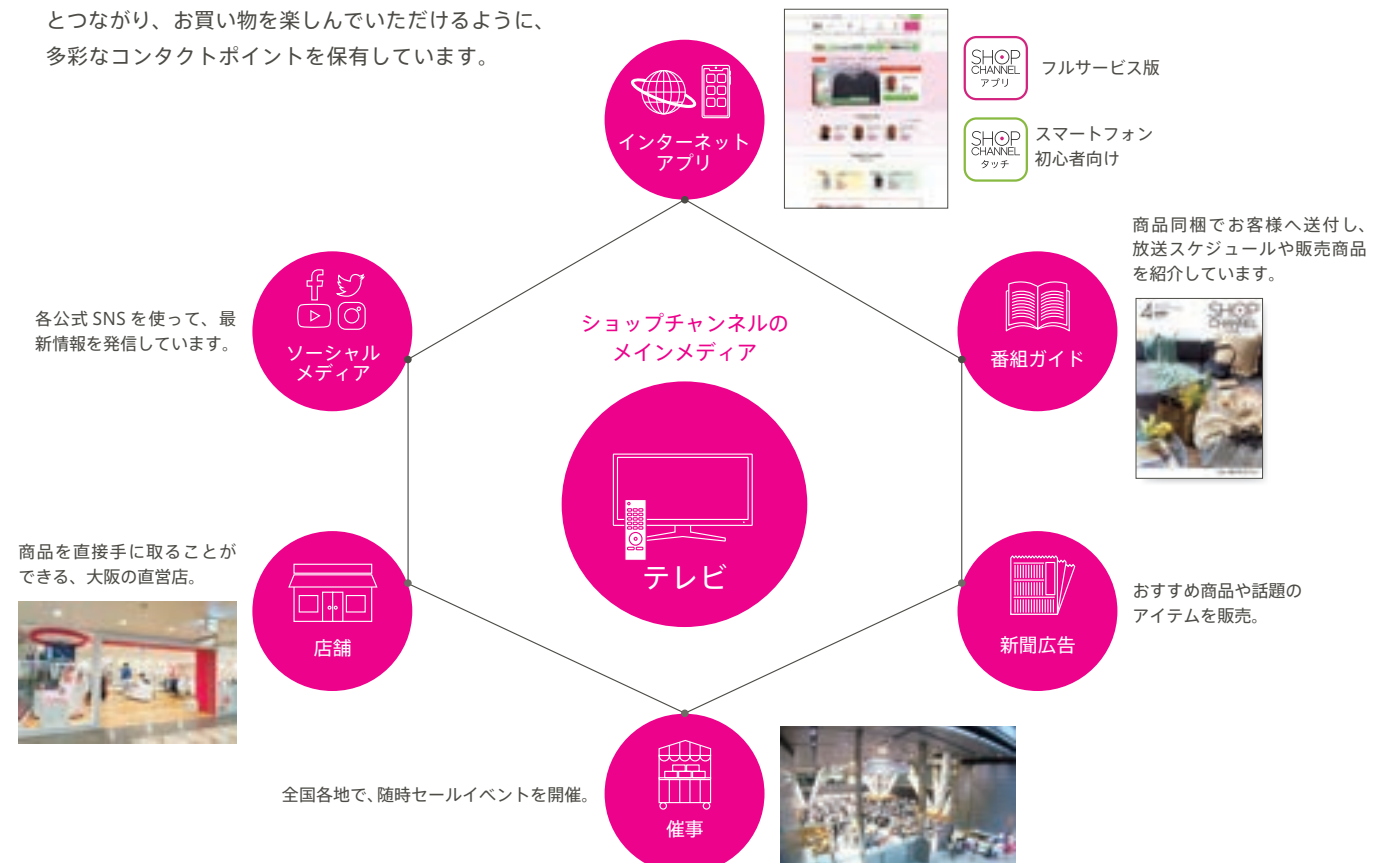 とつながり、お買い物を楽しんでいただけるように、
多彩なコンタクトポイントを保有しています。
インターネット
アプリ
SHOP
CHANNEL
アプリ
フルサービス版
SHOP
CHANNEL
タッチ
スマートフォン
初心者向け
商品同梱でお客様へ送付し、
放送スケジュールや販売商品
を紹介しています。
番組ガイド
4
SHOP
CHANNEL
各公式 SNS を使って、最
新情報を発信しています。
ソーシャル
メディア
ショップチャンネルの
メインメディア
テレビ
商品を直接手に取ることが
できる、大阪の直営店。
店舗
新聞広告
おすすめ商品や話題の
アイテムを販売。
全国各地で、随時セールイベントを開催。
催事